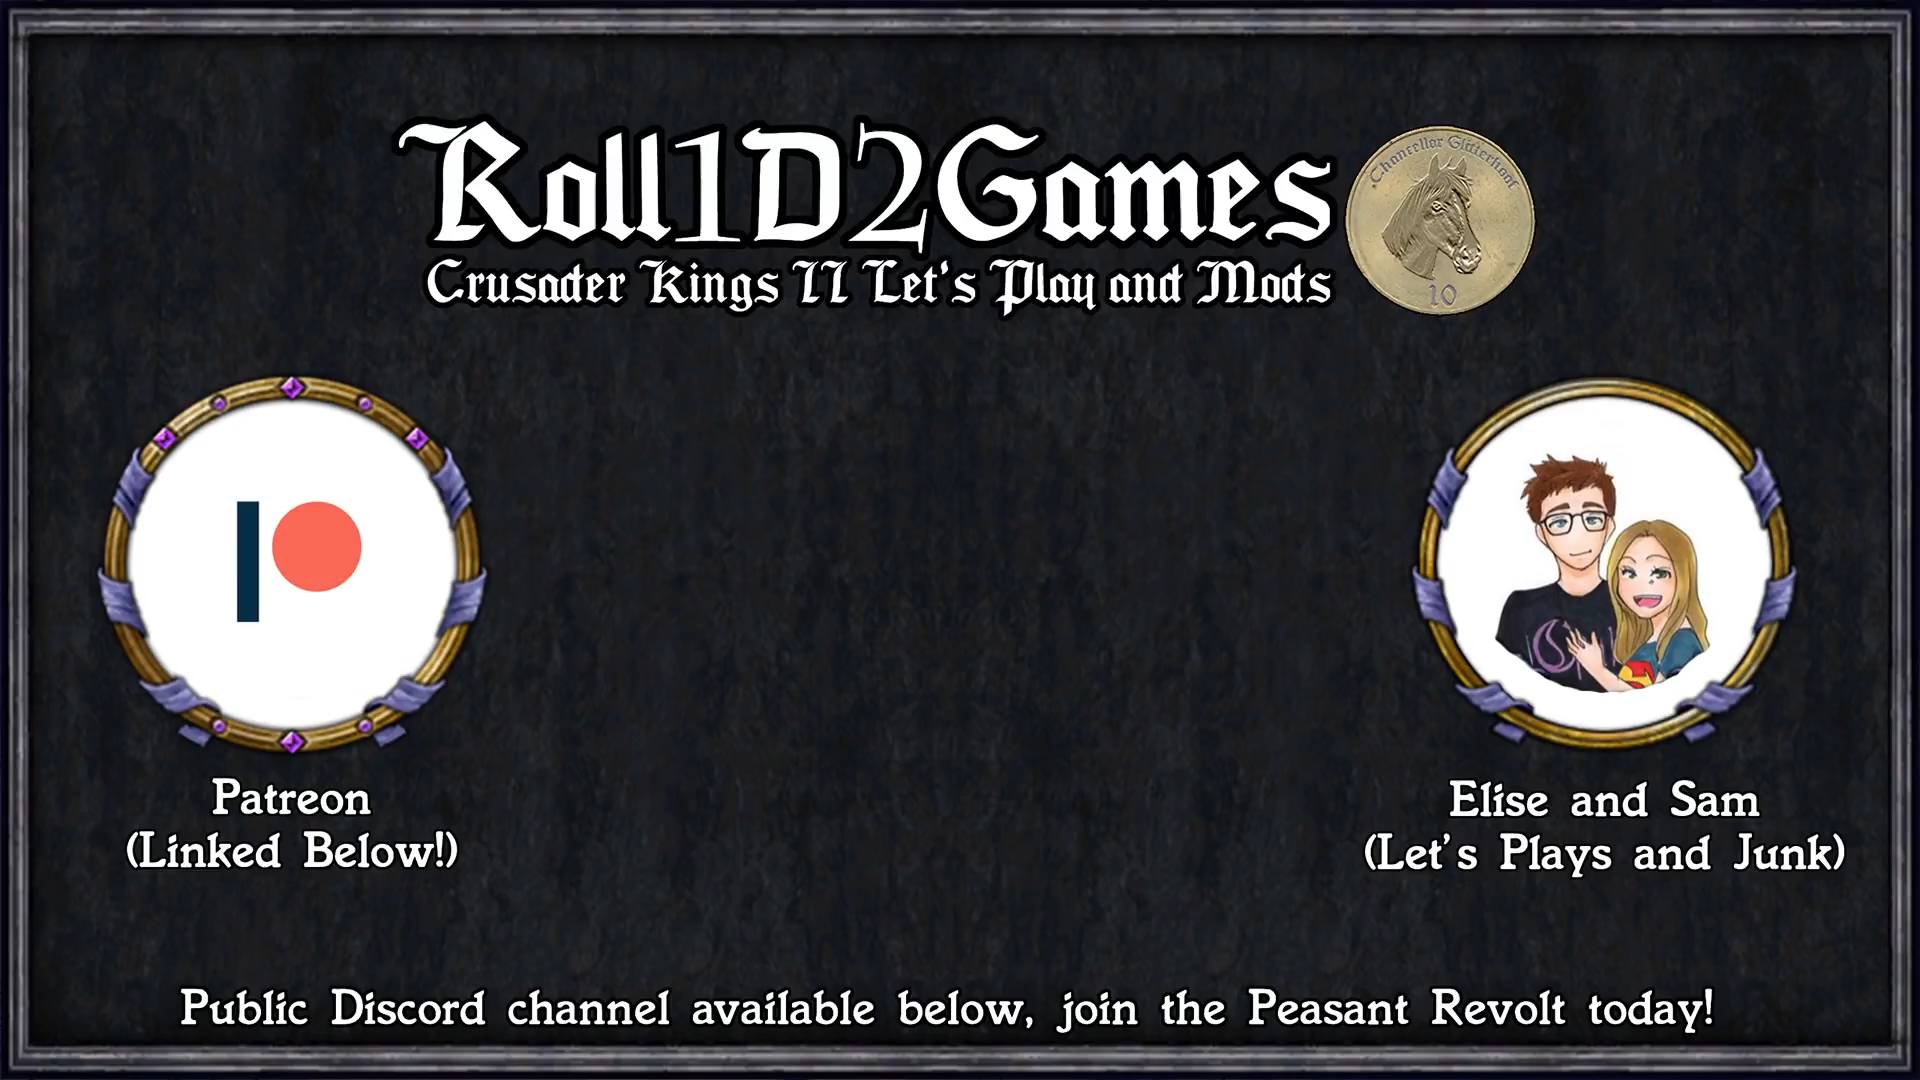 Roll1D2Games
Crusader Kings II Let's Play and Mods
Chancellor Glitterhoof
10
Patreon
(Linked Below!)
Elise and Sam
(Let's Plays and Junk)
Public Discord channel available below, join the Peasant Revolt today!